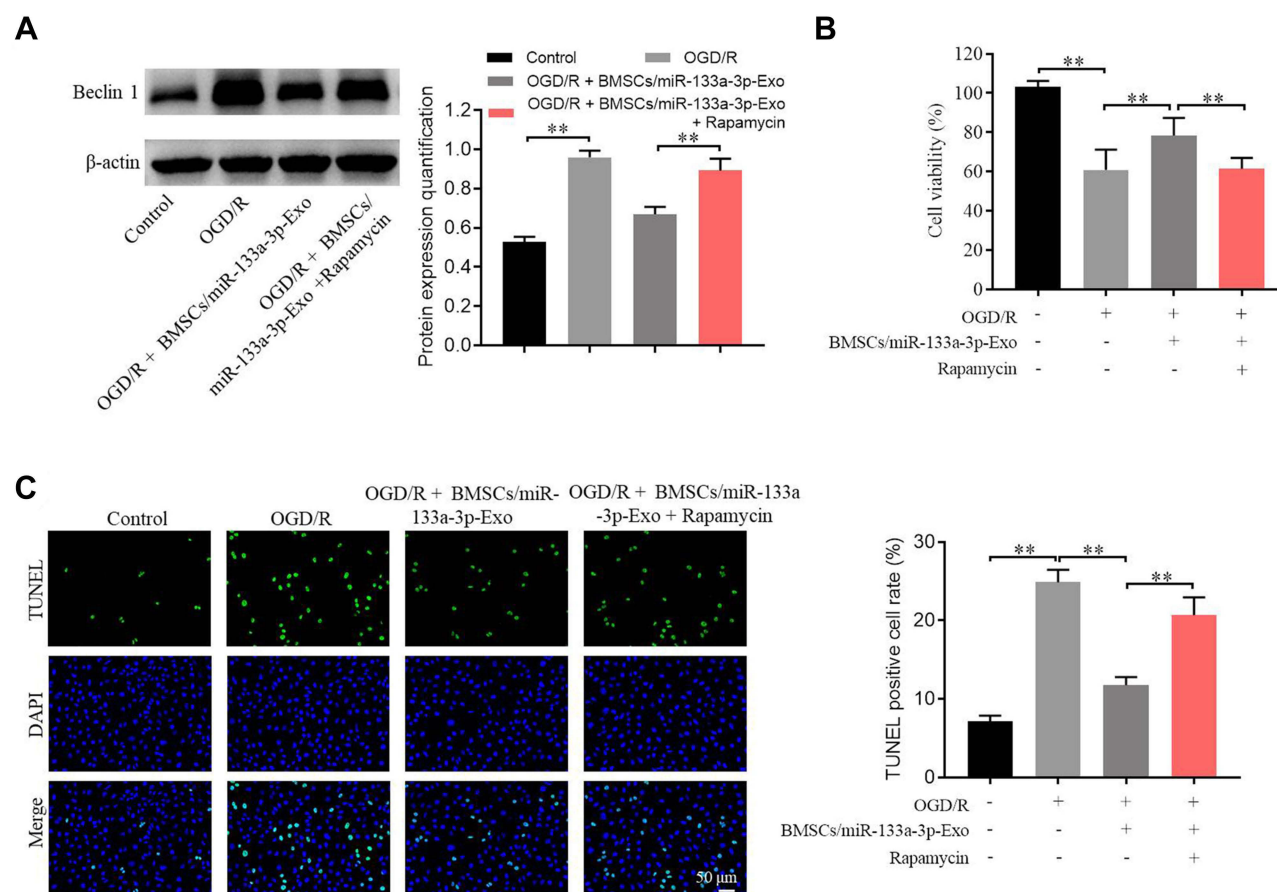 A
Beclin 1
β-actin
Control
OGD/R
OGD/R + BMSCs/miR-133a-3p-Exo
OGD/R + BMSCs/
miR-133a-3p-Exo +Rapamycin
Control
OGD/R
OGD/R + BMSCs/miR-133a-3p-Exo
OGD/R + BMSCs/miR-133a-3p-Exo
+ Rapamycin
Protein expression quantification
1.2
1.0
0.8
0.6
0.4
0.2
0.0
**
**
B
Cell viability (%)
120
100
80
60
40
20
0
**
**
**
OGD/R - + + +
BMSCs/miR-133a-3p-Exo - - + +
Rapamycin - - - +
C
Control
OGD/R
OGD/R + BMSCs/miR-
133a-3p-Exo
OGD/R + BMSCs/miR-133a
-3p-Exo + Rapamycin
TUNEL
DAPI
Merge
50 μm
TUNEL positive cell rate (%)
30
20
10
0
**
**
**
OGD/R - + + +
BMSCs/miR-133a-3p-Exo - - + +
Rapamycin - - - +